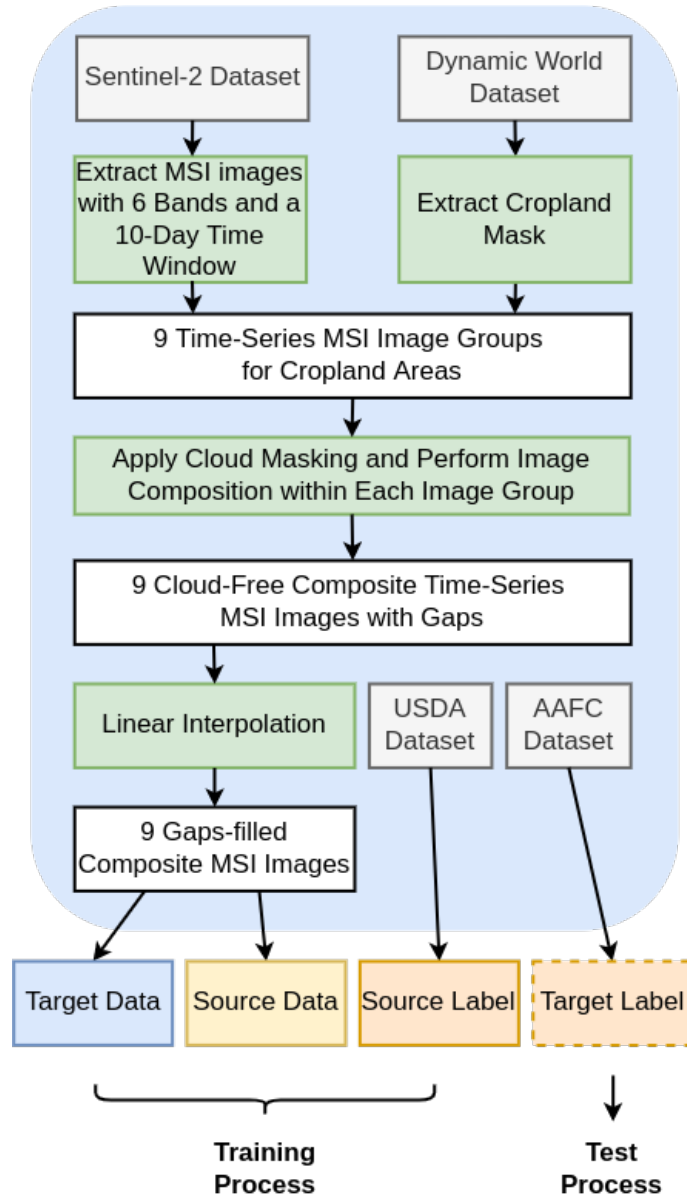 Sentinel-2 Dataset
Dynamic World
Dataset
Extract MSI images
with 6 Bands and a
10-Day Time
Window
Extract Cropland
Mask
9 Time-Series MSI Image Groups
for Cropland Areas
Apply Cloud Masking and Perform Image
Composition within Each Image Group
9 Cloud-Free Composite Time-Series
MSI Images with Gaps
Linear Interpolation
USDA
Dataset
AAFC
Dataset
9 Gaps-filled
Composite MSI Images
Target Data
Source Data
Source Label
Target Label
Training
Process
Test
Process